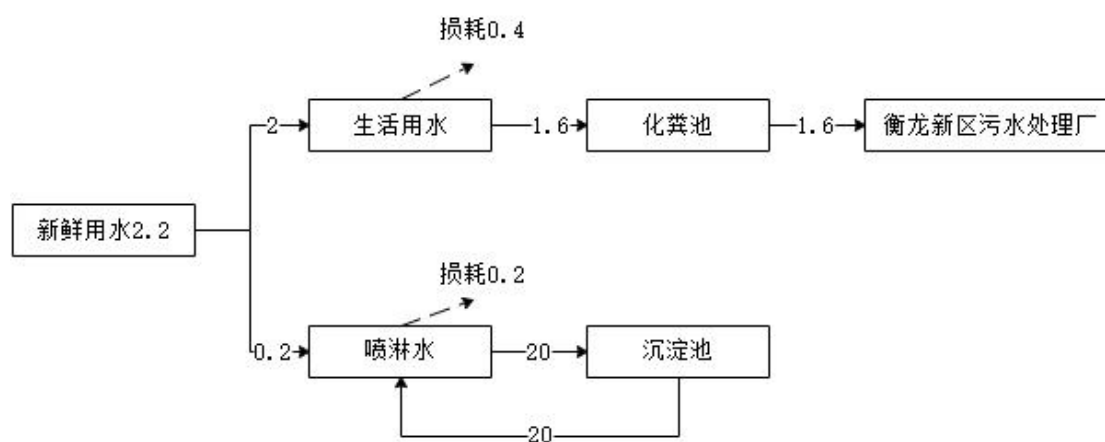 损耗0.4
2
生活用水
1.6
化粪池
1.6
衡龙新区污水处理厂
新鲜用水2.2
损耗0.2
0.2
喷淋水
20
沉淀池
20